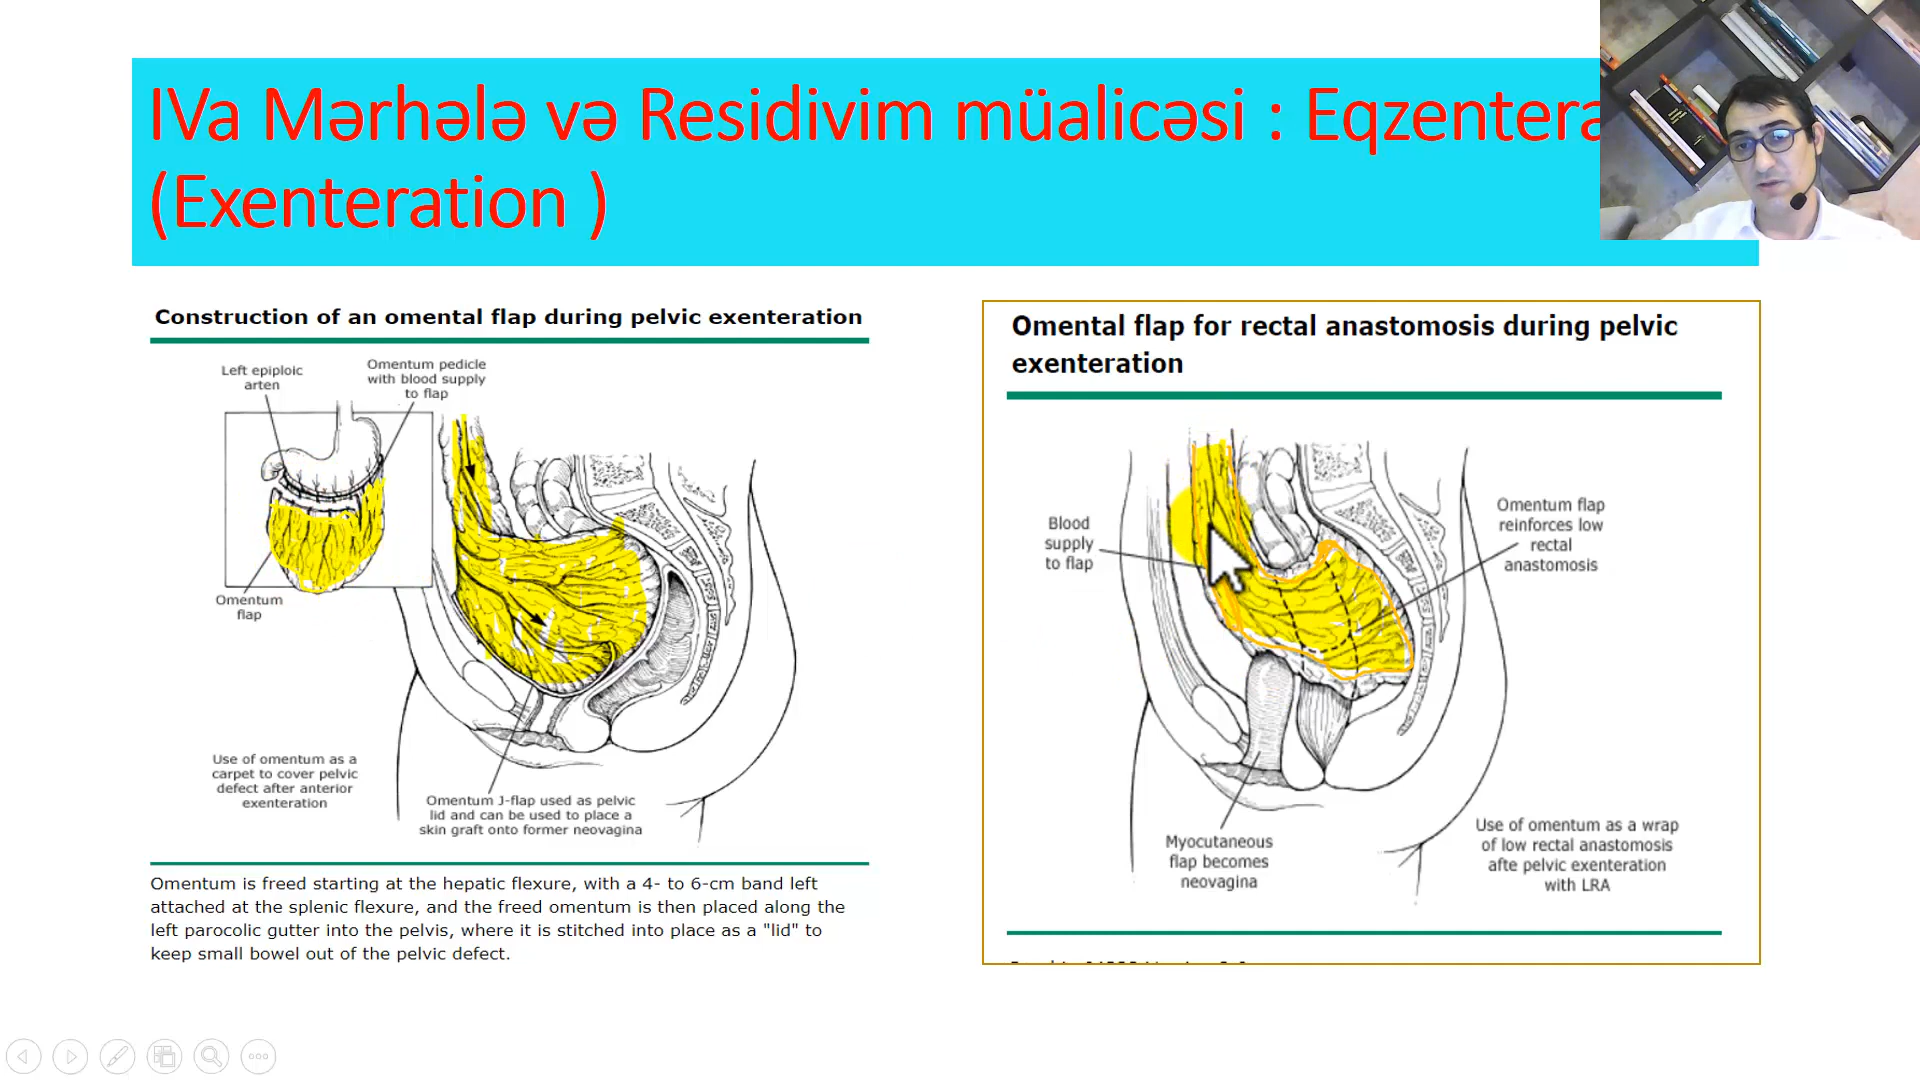 IVa Mərhələ və Residivim müalicəsi : Eqzentera
(Exenteration )
Construction of an omental flap during pelvic exenteration
Left epiploic
arten
Omentum pedicle
with blood supply
to flap
Omentum
flap
Use of omentum as a
carpet to cover pelvic
defect after anterior
exenteration
Omentum J-flap used as pelvic
lid and can be used to place a
skin graft onto former neovagina
Omentum is freed starting at the hepatic flexure, with a 4- to 6-cm band left
attached at the splenic flexure, and the freed omentum is then placed along the
left parocolic gutter into the pelvis, where it is stitched into place as a "lid" to
keep small bowel out of the pelvic defect.
Omental flap for rectal anastomosis during pelvic
exenteration
Blood
supply
to flap
Omentum flap
reinforces low
rectal
anastomosis
Myocutaneous
flap becomes
neovagina
Use of omentum as a wrap
of low rectal anastomosis
afte pelvic exenteration
with LRA